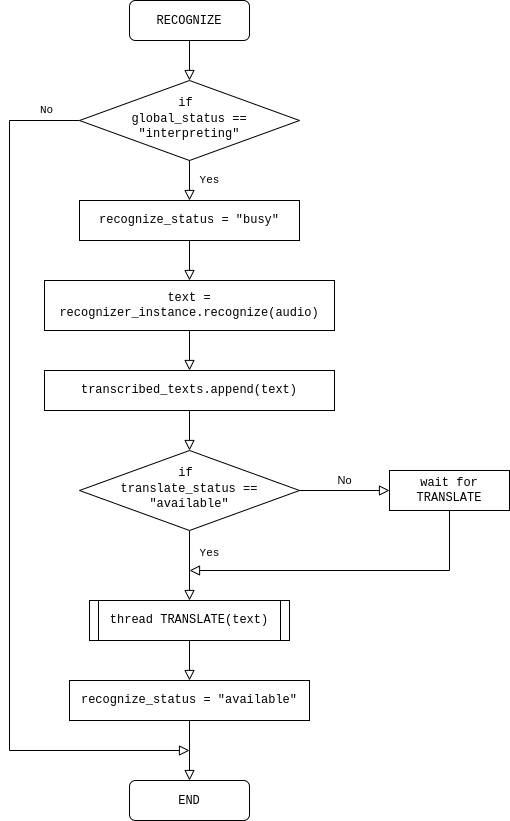 RECOGNIZE
if
global_status ==
"interpreting"
No
Yes
recognize_status = "busy"
text =
recognizer_instance.recognize(audio)
transcribed_texts.append(text)
if
translate_status ==
"available"
No
wait for
TRANSLATE
Yes
thread TRANSLATE(text)
recognize_status = "available"
END